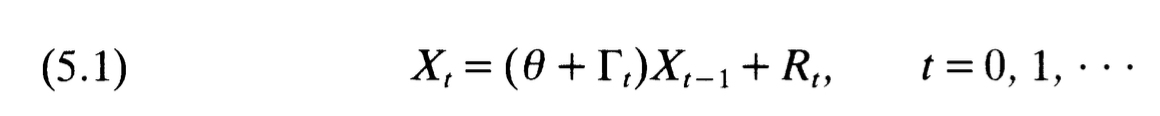 (5.1) X_t = (θ + Γ_t)X_{t−1} + R_t, t = 0, 1, · · ·